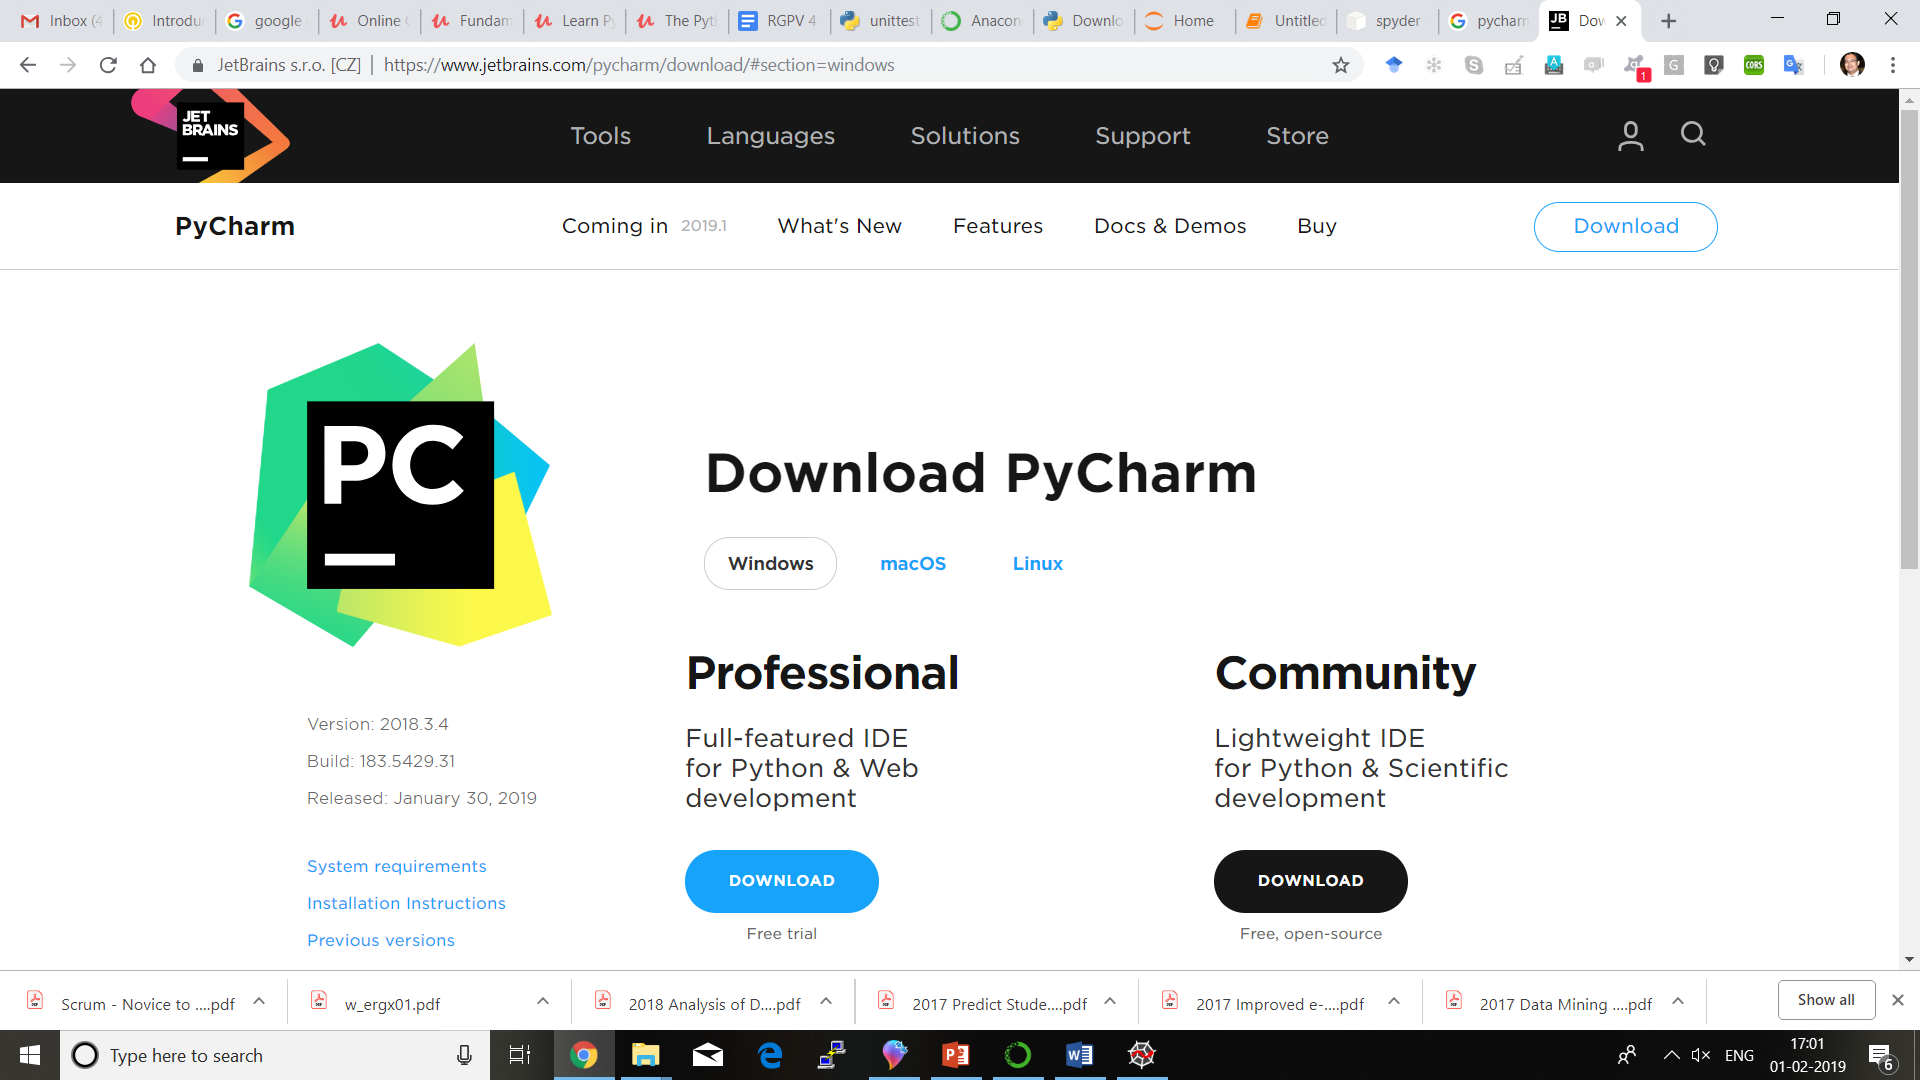 Inbox (4
Introdu
google
Online C
Fundam
Learn Py
The Pyt
RGPV 4
unittest
Anacon
Downlo
Home
Untitled
spyder
pycharm
Dow
JetBrains s.r.o. [CZ] | https://www.jetbrains.com/pycharm/download/#section=windows
1
G
CORS
JET
BRAINS
Tools
Languages
Solutions
Support
Store
PyCharm
Coming in 2019.1
What's New
Features
Docs & Demos
Buy
Download
PC
Download PyCharm
Windows
macOS
Linux
Professional
Community
Full-featured IDE
for Python & Web
development
Lightweight IDE
for Python & Scientific
development
Version: 2018.3.4
Build: 183.5429.31
Released: January 30, 2019
System requirements
Installation Instructions
Previous versions
DOWNLOAD
Free trial
DOWNLOAD
Free, open-source
Scrum - Novice to ....pdf
w_ergx01.pdf
2018 Analysis of D....pdf
2017 Predict Stude....pdf
2017 Improved e-....pdf
2017 Data Mining ....pdf
Show all
Type here to search
ENG
17:01
01-02-2019
6